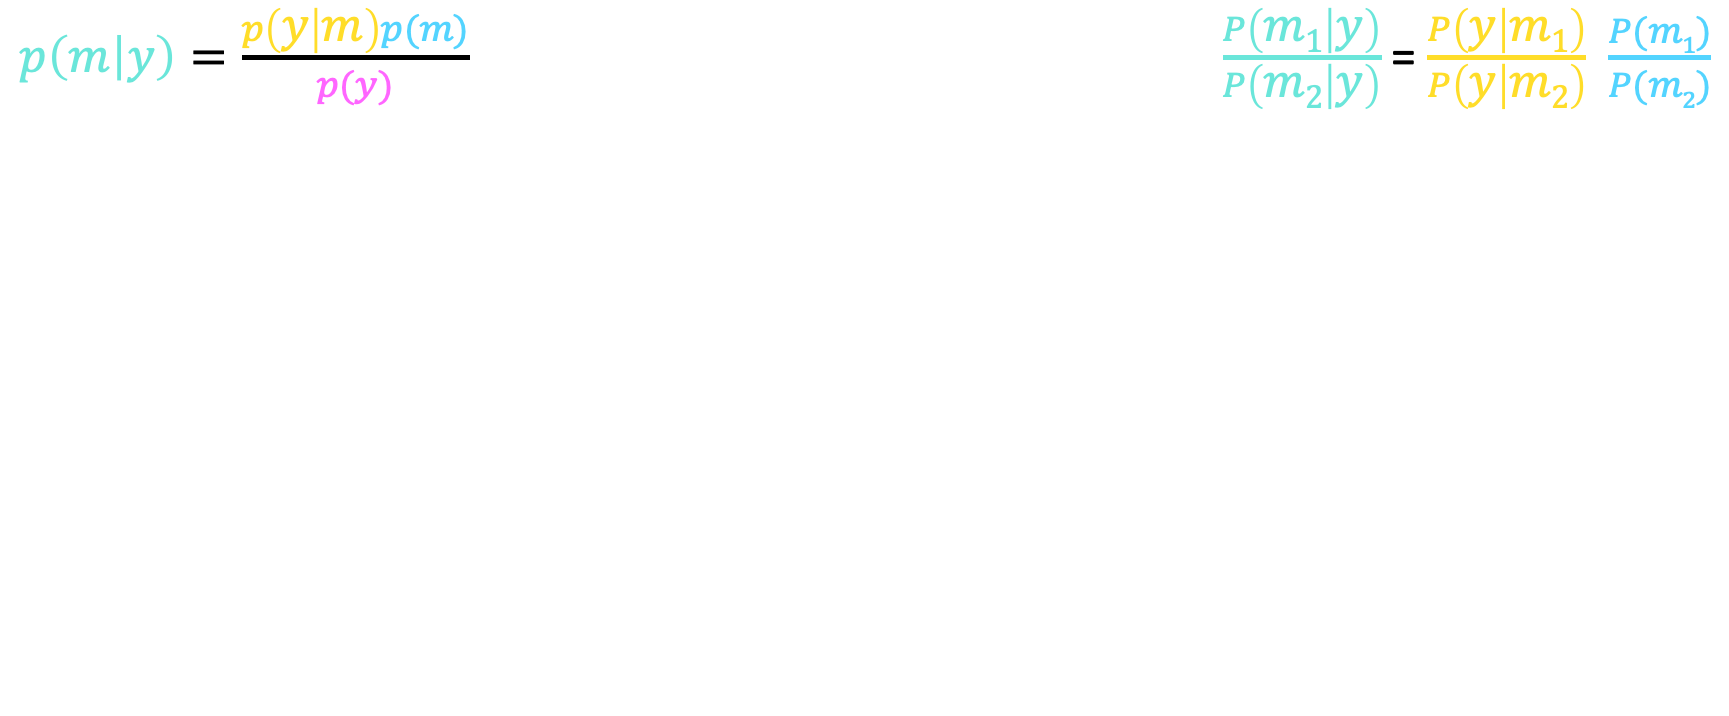 p(m|y) = p(y|m)p(m) / p(y)
P(m₁|y) / P(m₂|y) = P(y|m₁) / P(y|m₂) P(m₁) / P(m₂)